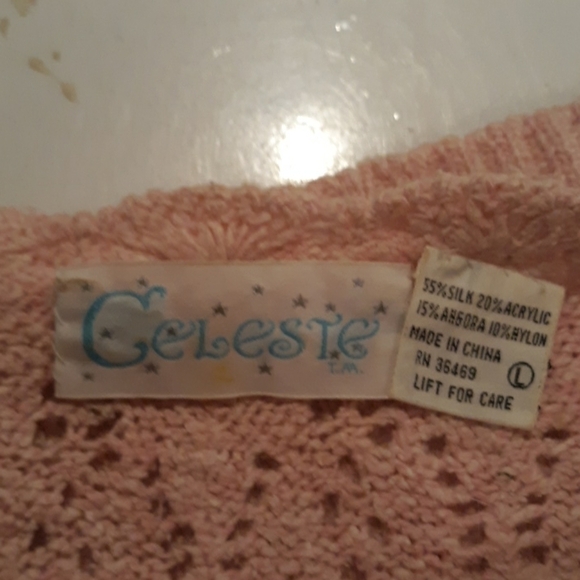 Celeste
T.M.
55% SILK 20% ACRYLIC
15% ANGORA 10% NYLON
MADE IN CHINA
RN 36469
L
LIFT FOR CARE